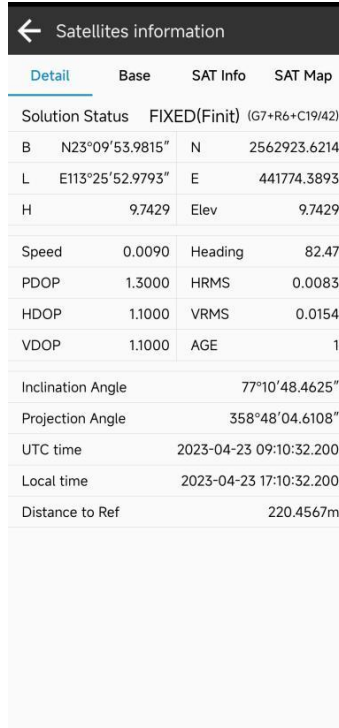 Satellites information
Detail Base SAT Info SAT Map
Solution Status FIXED(Finit) (G7+R6+C19/42)
B N23°09′53.9815″ N 2562923.6214
L E113°25′52.9793″ E 441774.3893
H 9.7429 Elev 9.7429
Speed 0.0090 Heading 82.47
PDOP 1.3000 HRMS 0.0083
HDOP 1.1000 VRMS 0.0154
VDOP 1.1000 AGE 1
Inclination Angle 77°10′48.4625″
Projection Angle 358°48′04.6108″
UTC time 2023-04-23 09:10:32.200
Local time 2023-04-23 17:10:32.200
Distance to Ref 220.4567m